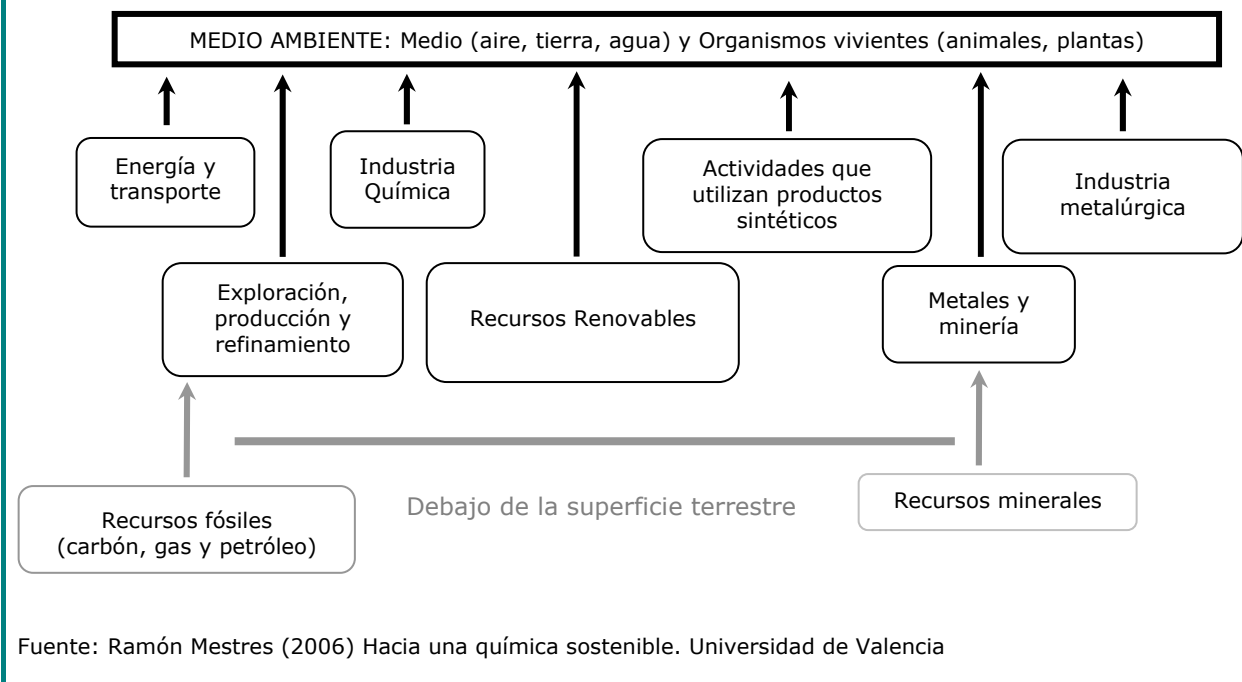 MEDIO AMBIENTE: Medio (aire, tierra, agua) y Organismos vivientes (animales, plantas)
Energía y
transporte
Industria
Química
Actividades que
utilizan productos
sintéticos
Industria
metalúrgica
Exploración,
producción y
refinamiento
Recursos Renovables
Metales y
minería
Recursos fósiles
(carbón, gas y petróleo)
Debajo de la superficie terrestre
Recursos minerales
Fuente: Ramón Mestres (2006) Hacia una química sostenible. Universidad de Valencia